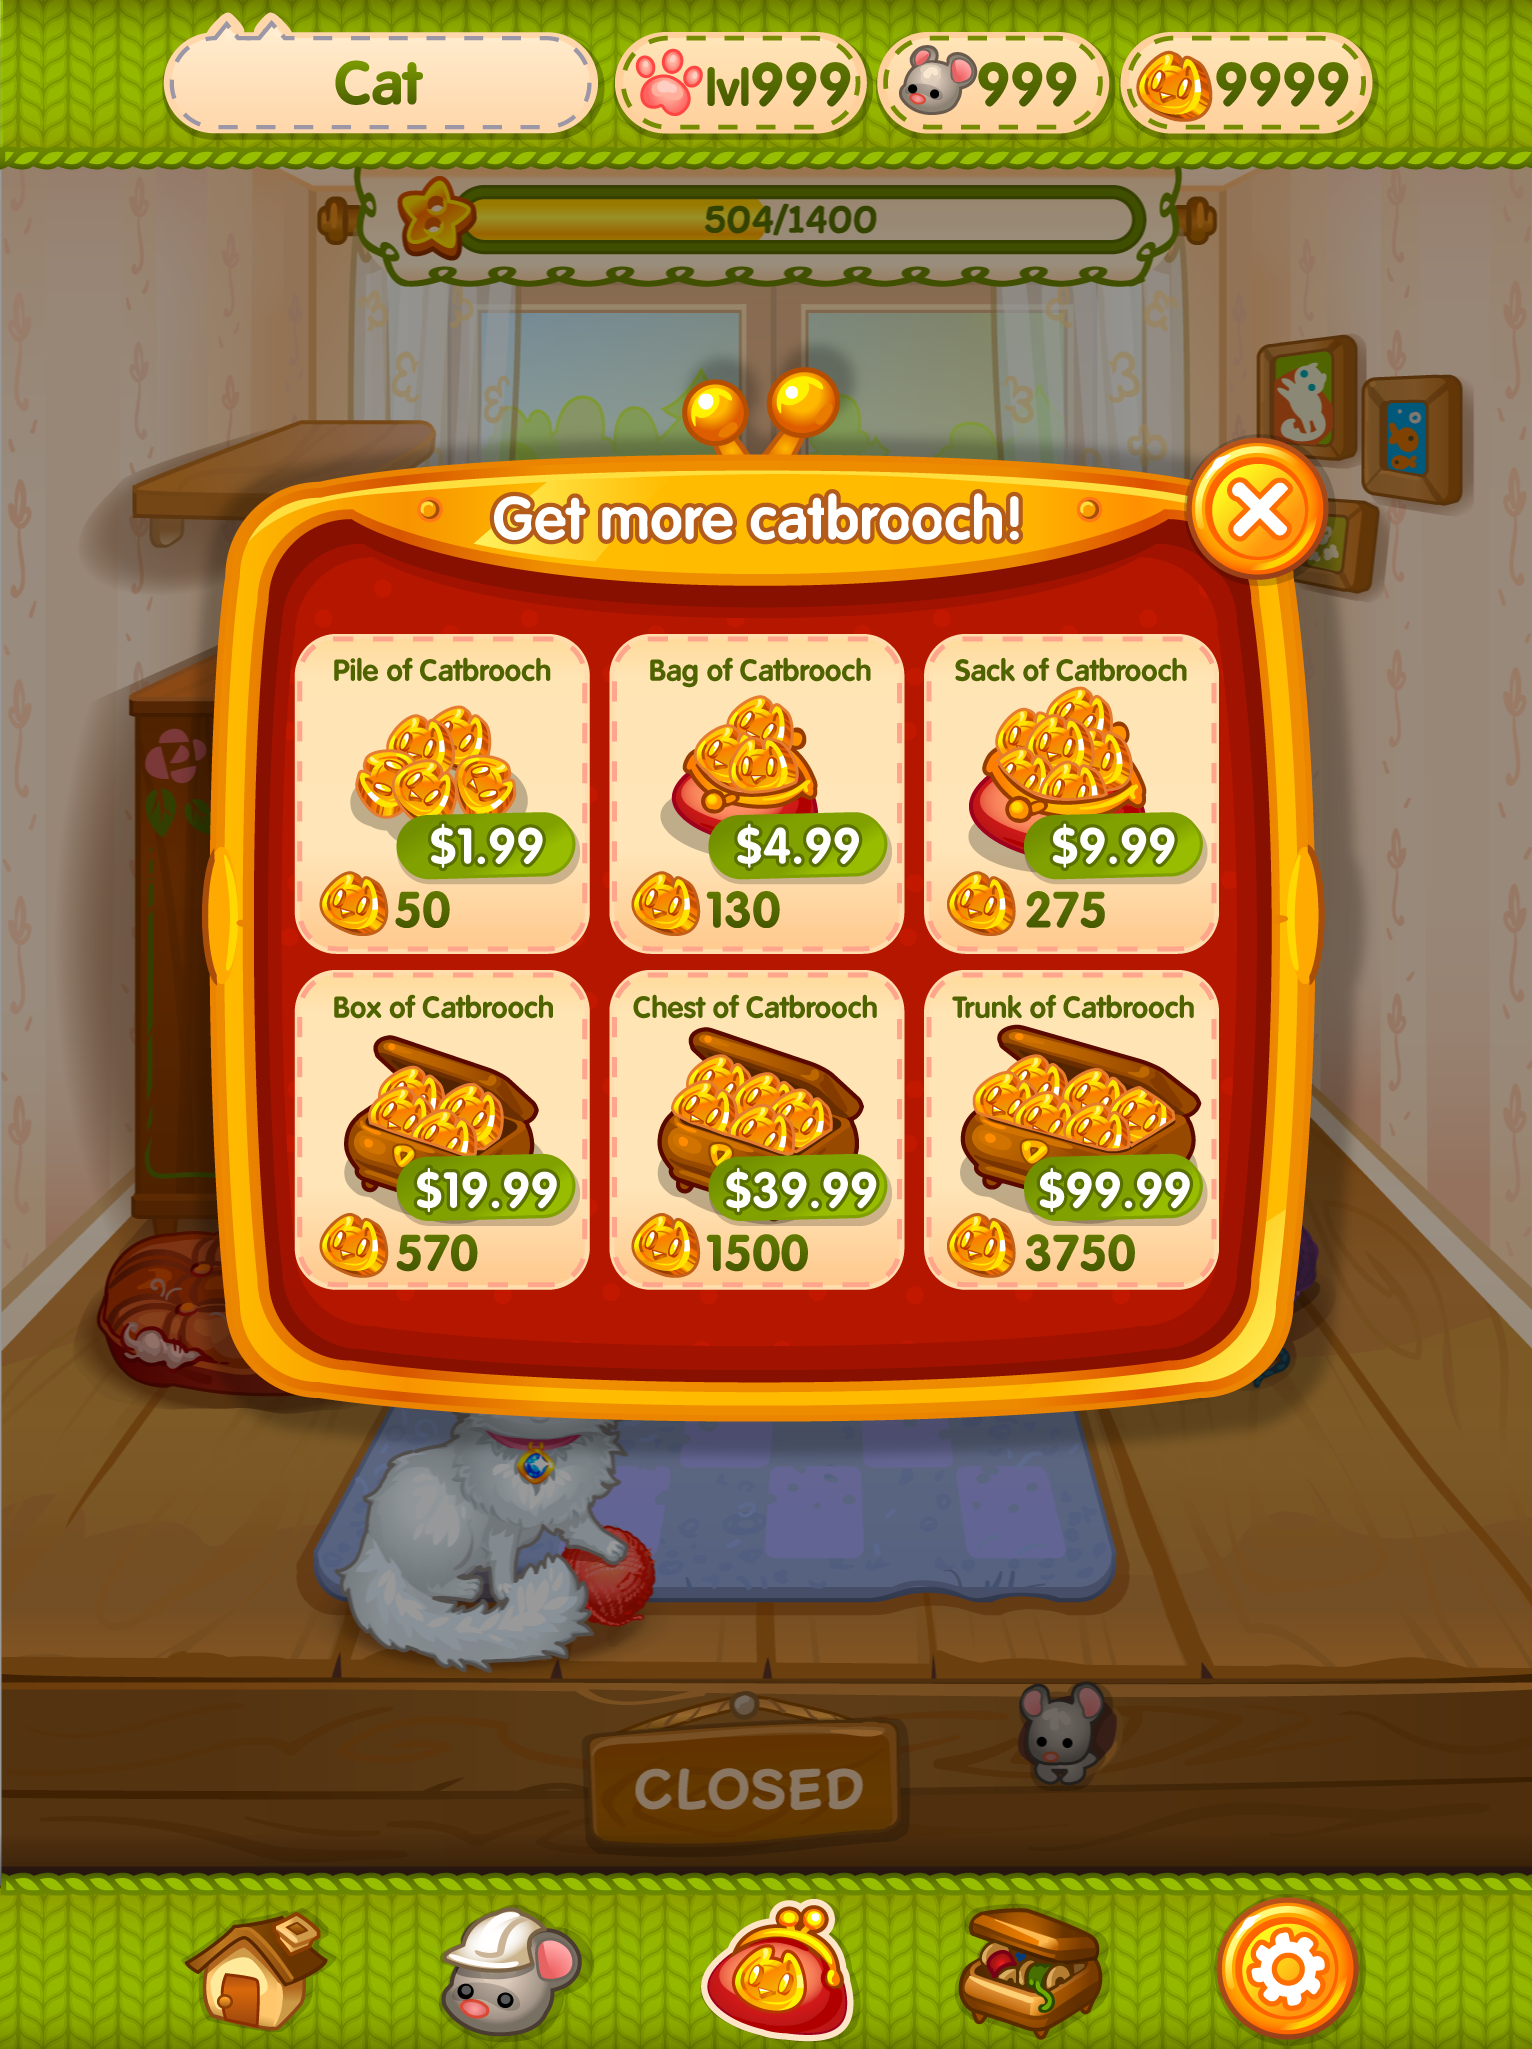 Cat
lvl999
999
9999
504/1400
Get more catbrooch!
Pile of Catbrooch
$1.99
50
Bag of Catbrooch
$4.99
130
Sack of Catbrooch
$9.99
275
Box of Catbrooch
$19.99
570
Chest of Catbrooch
$39.99
1500
Trunk of Catbrooch
$99.99
3750
CLOSED